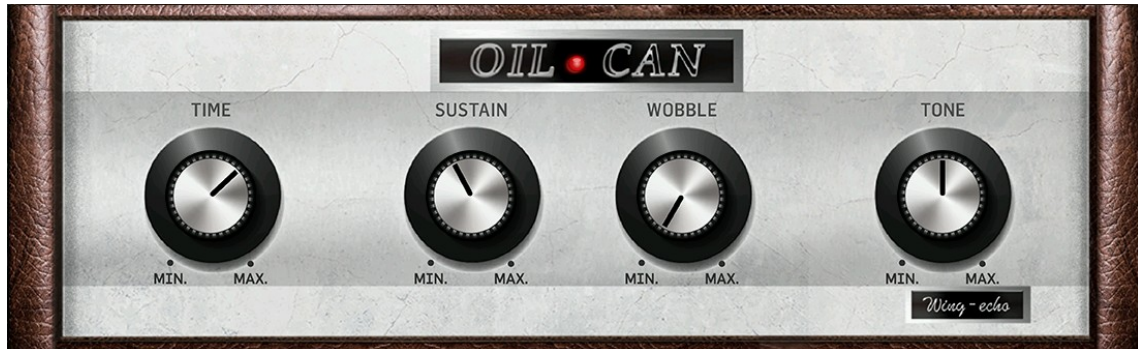 OIL CAN
TIME SUSTAIN WOBBLE TONE
MIN. MAX. MIN. MAX. MIN. MAX. MIN. MAX.
Wing-echo